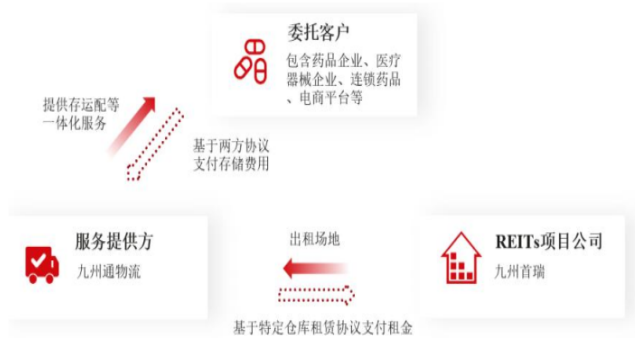 委托客户
包含药品企业、医疗
器械企业、连锁药品
、电商平台等
提供存运配等
一体化服务
基于两方协议
支付存储费用
服务提供方
九州通物流
出租场地
REITs项目公司
九州首瑞
基于特定仓库租赁协议支付租金